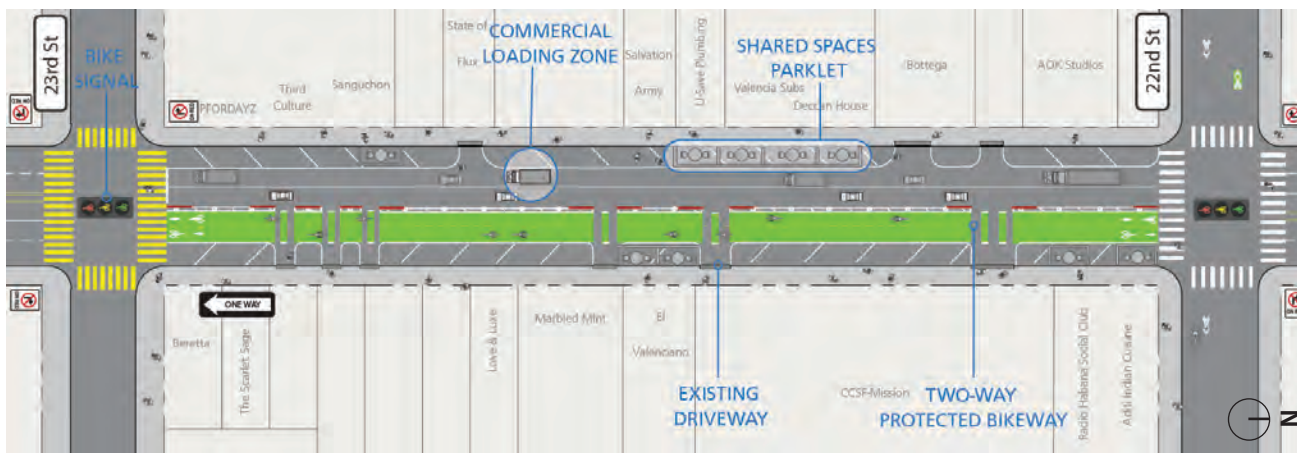 23rd St
BIKE
SIGNAL
PFORDAYZ
Third
Culture
Sanguchon
State of
Flux
COMMERCIAL
LOADING ZONE
Salvation
Army
U-Save Plumbing
SHARED SPACES
PARKLET
Valencia Subs
Deccan House
Bottega
AOK Studios
22nd St
ONE WAY
Beretta
The Scarlet Sage
Love & Luxe
Marbled Mint
El
Valenciano
EXISTING
DRIVEWAY
CCSF-Mission
TWO-WAY
PROTECTED BIKEWAY
Radio Habana Social Club
Aditi Indian Cuisine
N